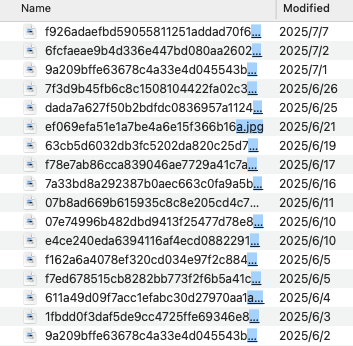 Name Modified
f926adaefbd59055811251addad70f6... 2025/7/7
6fcfaeae9b4d336e447bd080aa2602... 2025/7/2
9a209bffe63678c4a33e4d045543b... 2025/7/1
7f3d9b45fb6c8c1508104422fa02c3... 2025/6/26
dada7a627f50b2bdfdc0836957a1124... 2025/6/25
ef069efa51e1a7be4a6e15f366b16a.jpg 2025/6/21
63cb5d6032db3fc5202da820c25d7... 2025/6/19
f78e7ab86cca839046ae7729a41c7a... 2025/6/17
7a33bd8a292387b0aec663c0fa9a5b... 2025/6/16
07b8ad669b615935c8c8e205cd4c7... 2025/6/11
07e74996b482dbd9413f25477d78e8... 2025/6/10
e4ce240eda6394116af4ecd0882291... 2025/6/10
f162a6a4078ef320cd034e97f2c884... 2025/6/5
f7ed678515cb8282bb773f2f6b5a41c... 2025/6/5
611a49d09f7acc1efabc30d27970aa1a... 2025/6/4
1fbdd0f3daf5de9cc4725ffe69346e8... 2025/6/3
9a209bffe63678c4a33e4d045543b... 2025/6/2